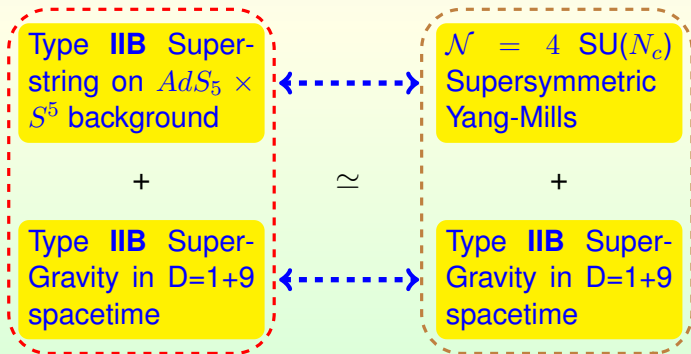 Type IIB Super-
string on AdS₅ ×
S⁵ background
N = 4 SU(N_c)
Supersymmetric
Yang-Mills
+
≃
+
Type IIB Super-
Gravity in D=1+9
spacetime
Type IIB Super-
Gravity in D=1+9
spacetime